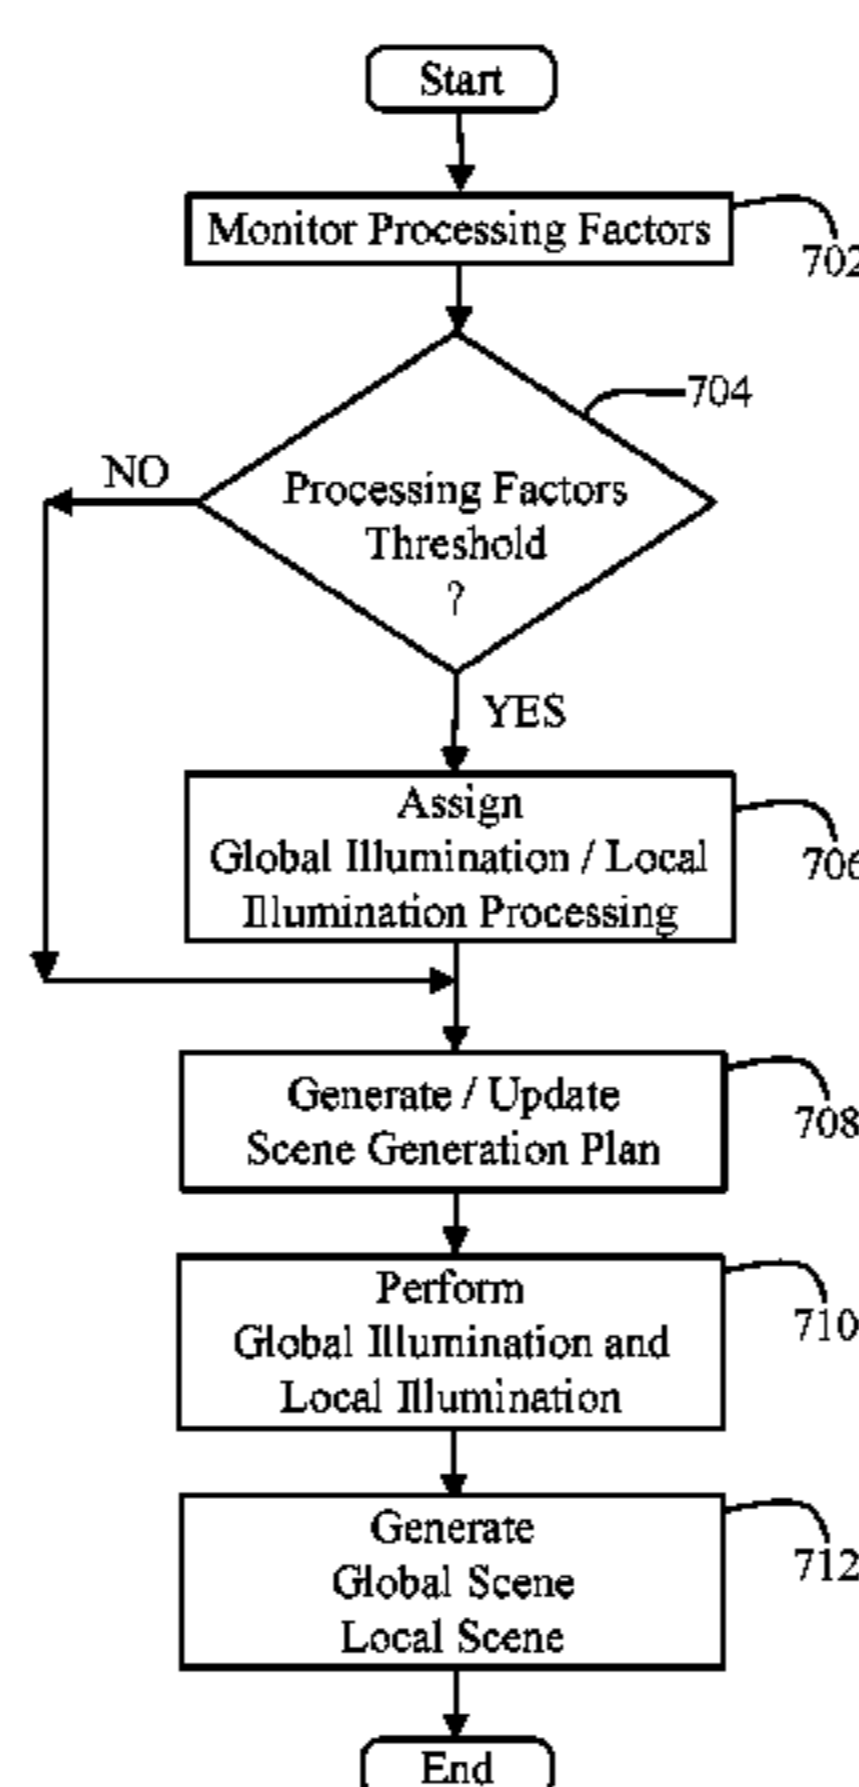 Start
Monitor Processing Factors
702
704
NO
Processing Factors
Threshold
?
YES
Assign
Global Illumination / Local
Illumination Processing
706
Generate / Update
Scene Generation Plan
708
Perform
Global Illumination and
Local Illumination
710
Generate
Global Scene
Local Scene
712
End